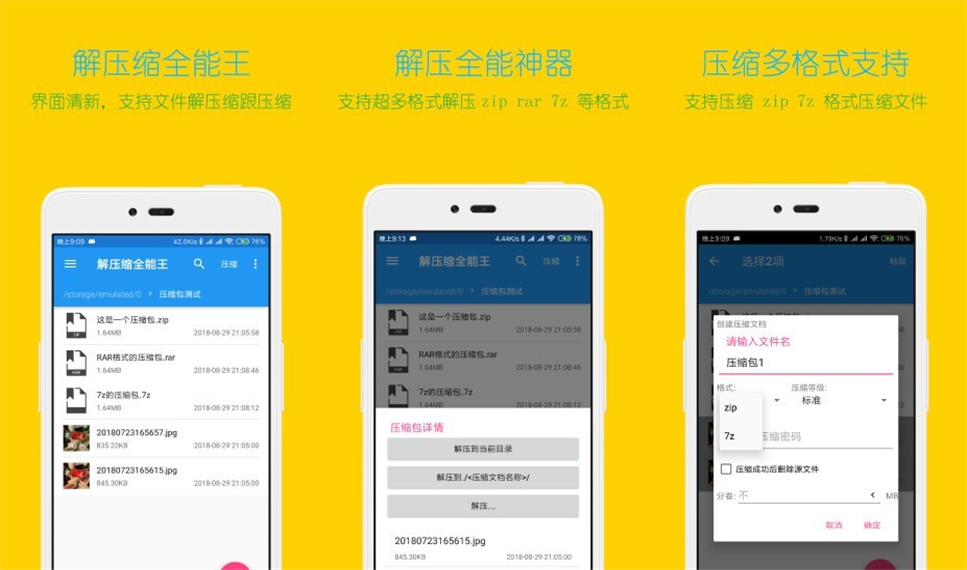 解压缩全能王
界面清新，支持文件解压缩跟压缩
晚上9:09
42.0K/s
76%
解压缩全能王
压缩
/storage/emulated/0 › 压缩包测试
这是一个压缩包.zip
1.64MB
2018-08-29 21:05:58
RAR格式的压缩包.rar
1.64MB
2018-08-29 21:08:46
7z的压缩包.7z
1.64MB
2018-08-29 21:08:12
20180723165657.jpg
835.22KB
2018-08-29 21:05:00
20180723165615.jpg
845.30KB
2018-08-29 21:05:00
解压全能神器
支持超多格式解压 zip rar 7z 等格式
晚上9:13
4.44K/s
78%
解压缩全能王
压缩
/storage/emulated/0 › 压缩包测试
这是一个压缩包.zip
1.64MB
2018-08-29 21:05:58
RAR格式的压缩包.rar
1.64MB
2018-08-29 21:08:46
7z的压缩包.7z
1.64MB
2018-08-29 21:08:12
压缩包详情
解压到当前目录
解压到./<压缩文档名称>/
解压...
20180723165615.jpg
845.30KB
2018-08-29 21:05:00
压缩多格式支持
支持压缩 zip 7z 格式压缩文件
晚上9:09
1.79K/s
76%
选择2项
粘贴
/storage/emulated/0 › 压缩包测试
创建压缩文档
请输入文件名
压缩包1
格式:
压缩等级:
zip
标准
7z
压缩密码
压缩成功后删除源文件
分卷: 不
MB
取消
确定